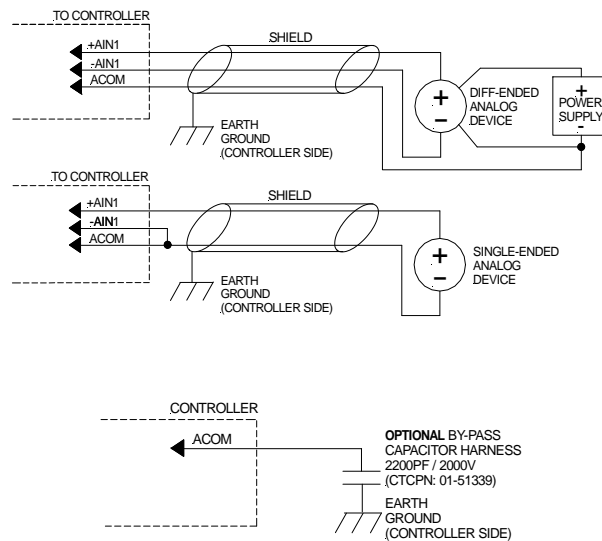 TO CONTROLLER
+AIN1
-AIN1
ACOM
SHIELD
EARTH
GROUND
(CONTROLLER SIDE)
+
-
DIFF-ENDED
ANALOG
DEVICE
+
POWER
SUPPLY
-
TO CONTROLLER
+AIN1
-AIN1
ACOM
SHIELD
EARTH
GROUND
(CONTROLLER SIDE)
+
-
SINGLE-ENDED
ANALOG
DEVICE
CONTROLLER
ACOM
OPTIONAL BY-PASS
CAPACITOR HARNESS
2200PF / 2000V
(CTCPN: 01-51339)
EARTH
GROUND
(CONTROLLER SIDE)